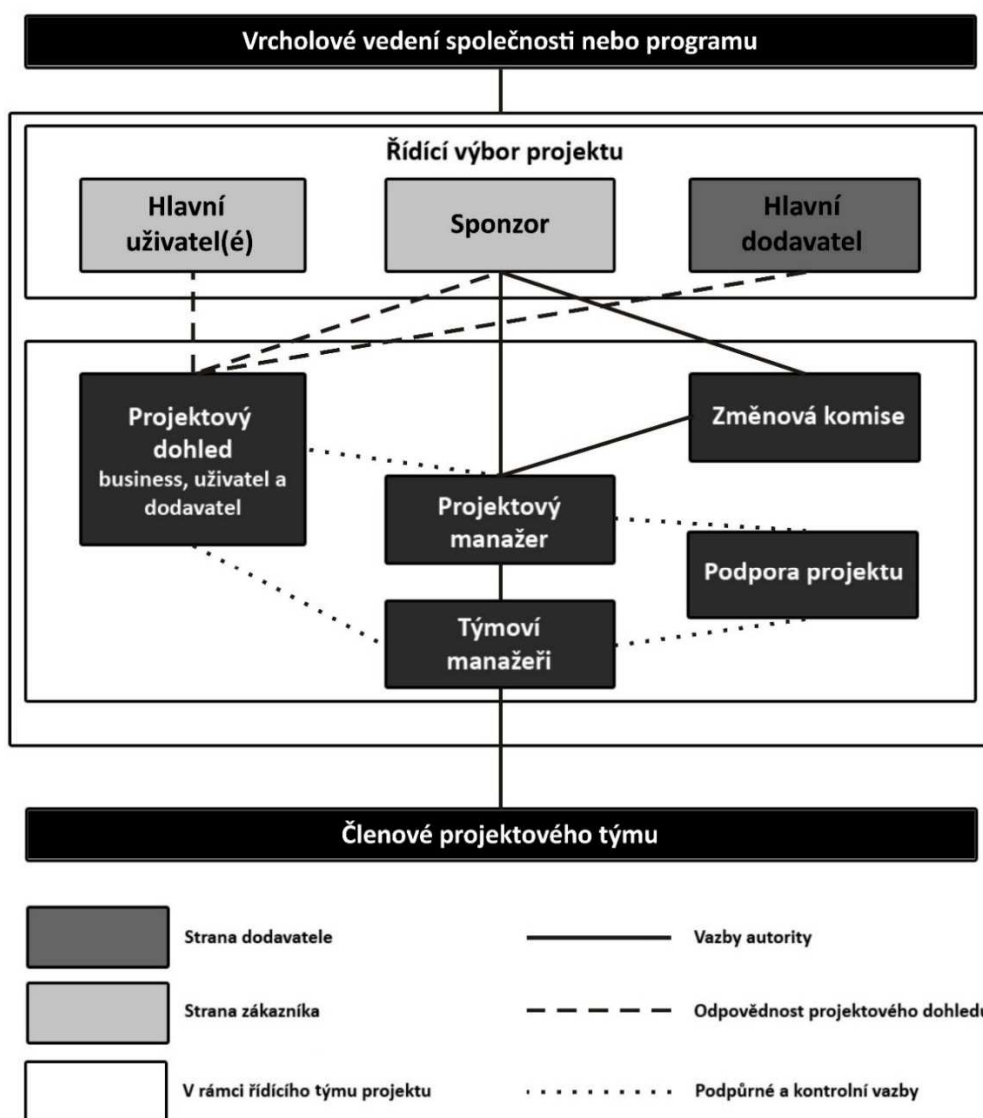 Vrcholové vedení společnosti nebo programu
Řídící výbor projektu
Hlavní
uživatel(é)
Sponzor
Hlavní
dodavatel
Projektový
dohled
business, uživatel a
dodavatel
Změnová komise
Projektový
manažer
Podpora projektu
Týmoví
manažeři
Členové projektového týmu
Strana dodavatele
Vazby autority
Strana zákazníka
Odpovědnost projektového dohledu
V rámci řídícího týmu projektu
Podpůrné a kontrolní vazby